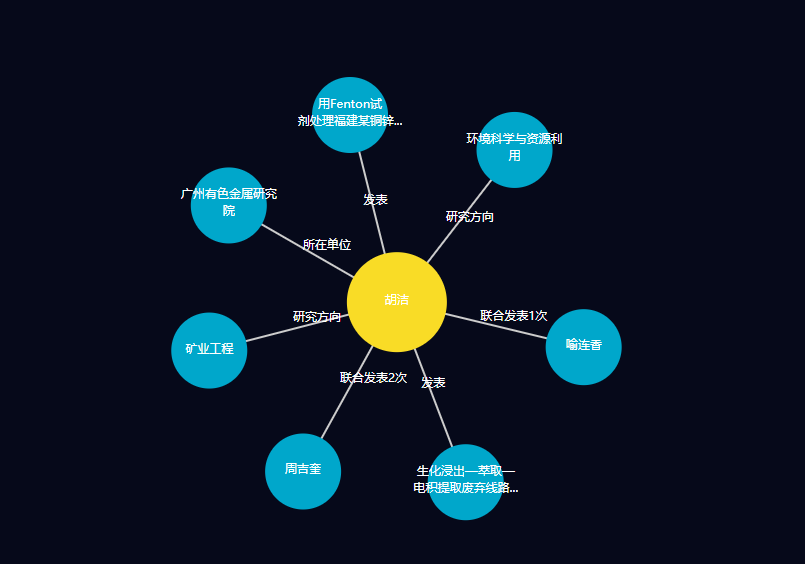 用Fenton试
剂处理福建某铜锌...
环境科学与资源利
用
广州有色金属研究
院
发表
研究方向
所在单位
胡洁
研究方向
联合发表1次
矿业工程
喻连香
联合发表2次
发表
周吉奎
生化浸出—萃取—
电积提取废弃线路...